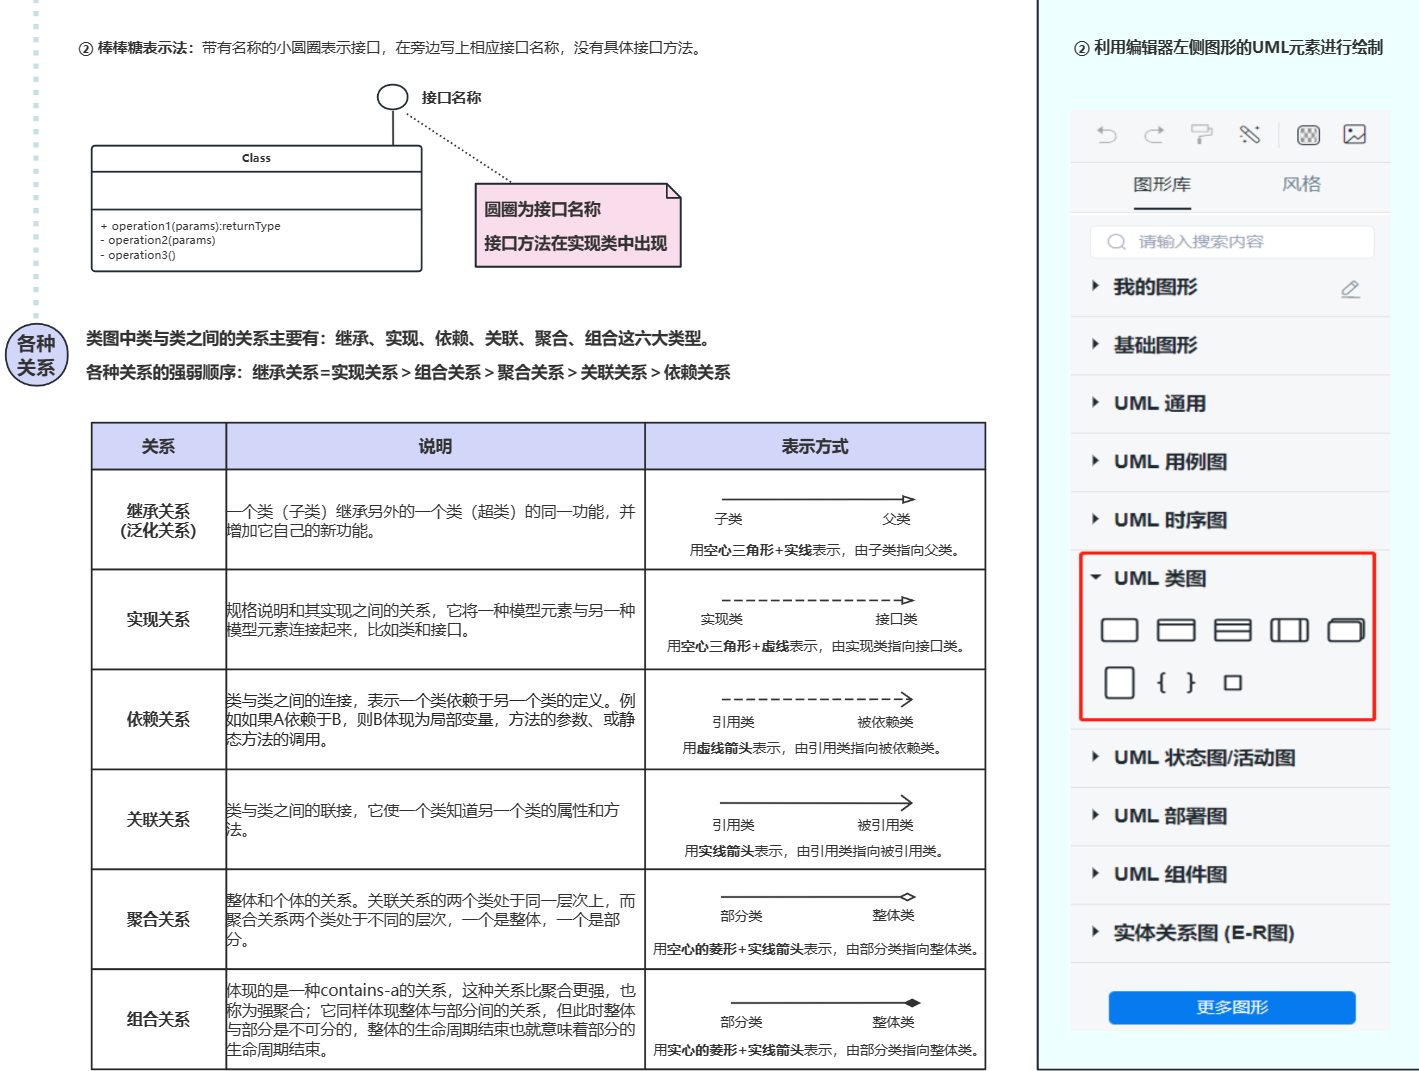 ② 棒棒糖表示法：带有名称的小圆圈表示接口，在旁边写上相应接口名称，没有具体接口方法。
接口名称
Class
+ operation1(params):returnType
- operation2(params)
- operation3()
圆圈为接口名称
接口方法在实现类中出现
各种
关系
类图中类与类之间的关系主要有：继承、实现、依赖、关联、聚合、组合这六大类型。
各种关系的强弱顺序：继承关系=实现关系＞组合关系＞聚合关系＞关联关系＞依赖关系
关系
说明
表示方式
继承关系
(泛化关系)
一个类（子类）继承另外的一个类（超类）的同一功能，并
增加它自己的新功能。
子类
父类
用空心三角形+实线表示，由子类指向父类。
实现关系
规格说明和其实现之间的关系，它将一种模型元素与另一种
模型元素连接起来，比如类和接口。
实现类
接口类
用空心三角形+虚线表示，由实现类指向接口类。
依赖关系
类与类之间的连接，表示一个类依赖于另一个类的定义。例
如如果A依赖于B，则B体现为局部变量，方法的参数、或静
态方法的调用。
引用类
被依赖类
用虚线箭头表示，由引用类指向被依赖类。
关联关系
类与类之间的联接，它使一个类知道另一个类的属性和方
法。
引用类
被引用类
用实线箭头表示，由引用类指向被引用类。
聚合关系
整体和个体的关系。关联关系的两个类处于同一层次上，而
聚合关系两个类处于不同的层次，一个是整体，一个是部
分。
部分类
整体类
用空心的菱形+实线箭头表示，由部分类指向整体类。
组合关系
体现的是一种contains-a的关系，这种关系比聚合更强，也
称为强聚合；它同样体现整体与部分间的关系，但此时整体
与部分是不可分的，整体的生命周期结束也就意味着部分的
生命周期结束。
部分类
整体类
用实心的菱形+实线箭头表示，由部分类指向整体类。
② 利用编辑器左侧图形的UML元素进行绘制
图形库
风格
请输入搜索内容
我的图形
基础图形
UML 通用
UML 用例图
UML 时序图
UML 类图
{ }
UML 状态图/活动图
UML 部署图
UML 组件图
实体关系图 (E-R图)
更多图形